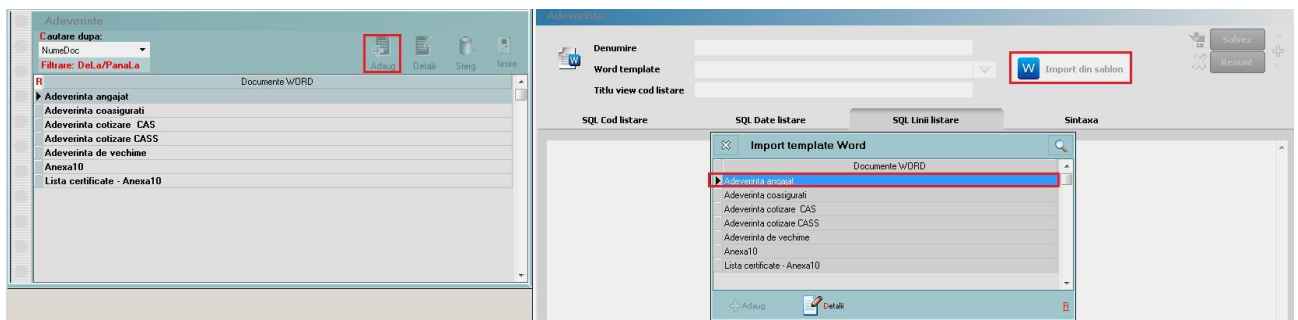 Adeverinte
Cautare dupa:
NumeDoc
Filtrare: DeLa/PanaLa
Adaug Detalii Sterg Iesire
R Documente WORD
Adeverinta angajat
Adeverinta coasigurati
Adeverinta cotizare CAS
Adeverinta cotizare CASS
Adeverinta de vechime
Anexa10
Lista certificate - Anexa10
Adeverinte
Denumire
Word template
Titlu view cod listare
W Import din sablon
Salvez
Renunt
SQL Cod listare SQL Date listare SQL Linii listare Sintaxa
Import template Word
Documente WORD
Adeverinta angajat
Adeverinta coasigurati
Adeverinta cotizare CAS
Adeverinta cotizare CASS
Adeverinta de vechime
Anexa10
Lista certificate - Anexa10
Adaug Detalii R